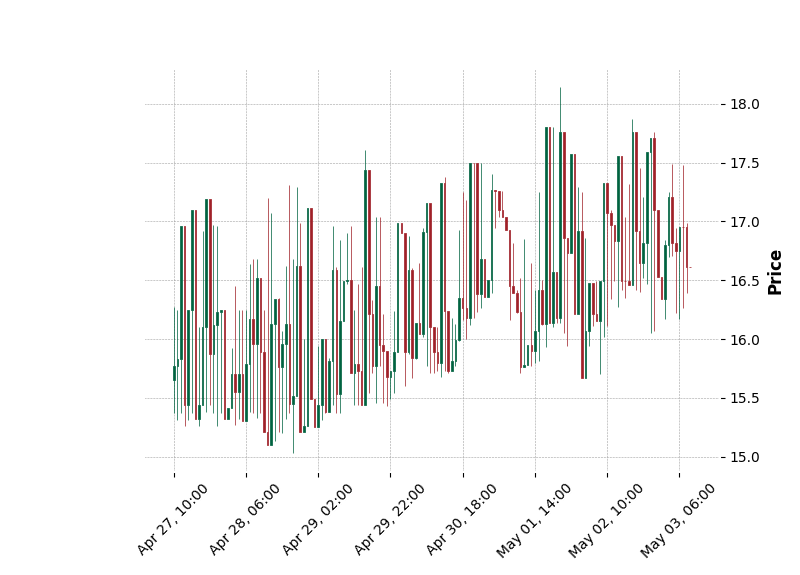 18.0
17.5
17.0
16.5
16.0
15.5
15.0
Price
Apr 27, 10:00
Apr 28, 06:00
Apr 29, 02:00
Apr 29, 22:00
Apr 30, 18:00
May 01, 14:00
May 02, 10:00
May 03, 06:00